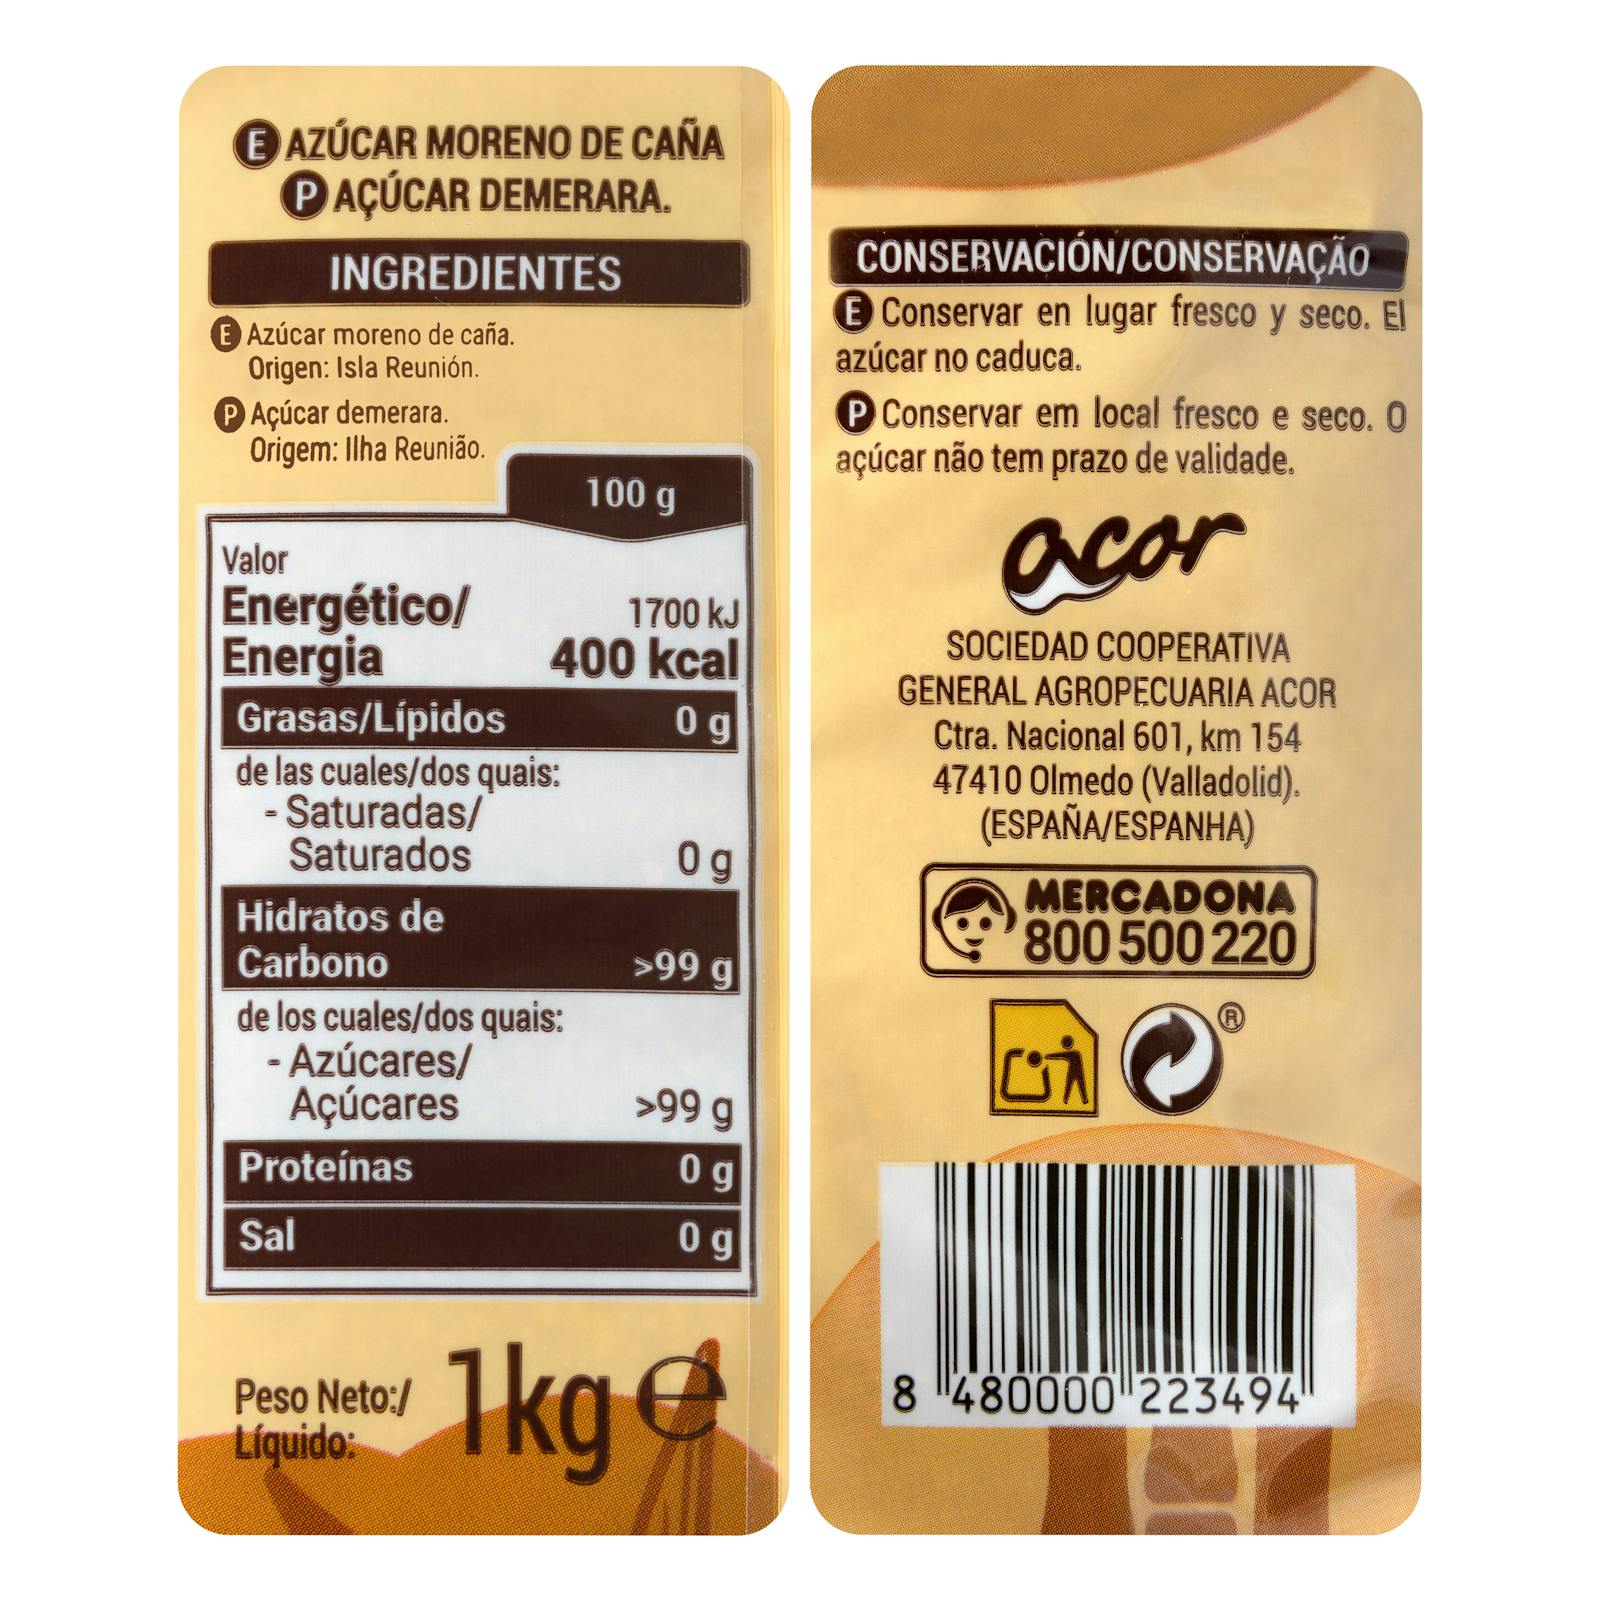 E AZÚCAR MORENO DE CAÑA
P AÇÚCAR DEMERARA.
INGREDIENTES
E Azúcar moreno de caña.
Origen: Isla Reunión.
P Açúcar demerara.
Origem: Ilha Reunião.
100 g
Valor
Energético/ 1700 kJ
Energia 400 kcal
Grasas/Lípidos 0 g
de las cuales/dos quais:
- Saturadas/
Saturados 0 g
Hidratos de
Carbono >99 g
de los cuales/dos quais:
- Azúcares/
Açúcares >99 g
Proteínas 0 g
Sal 0 g
Peso Neto:/
Líquido: 1kg e
CONSERVACIÓN/CONSERVAÇÃO
E Conservar en lugar fresco y seco. El
azúcar no caduca.
P Conservar em local fresco e seco. O
açúcar não tem prazo de validade.
acor
SOCIEDAD COOPERATIVA
GENERAL AGROPECUARIA ACOR
Ctra. Nacional 601, km 154
47410 Olmedo (Valladolid).
(ESPAÑA/ESPANHA)
MERCADONA
800 500 220
®
8 480000 223494